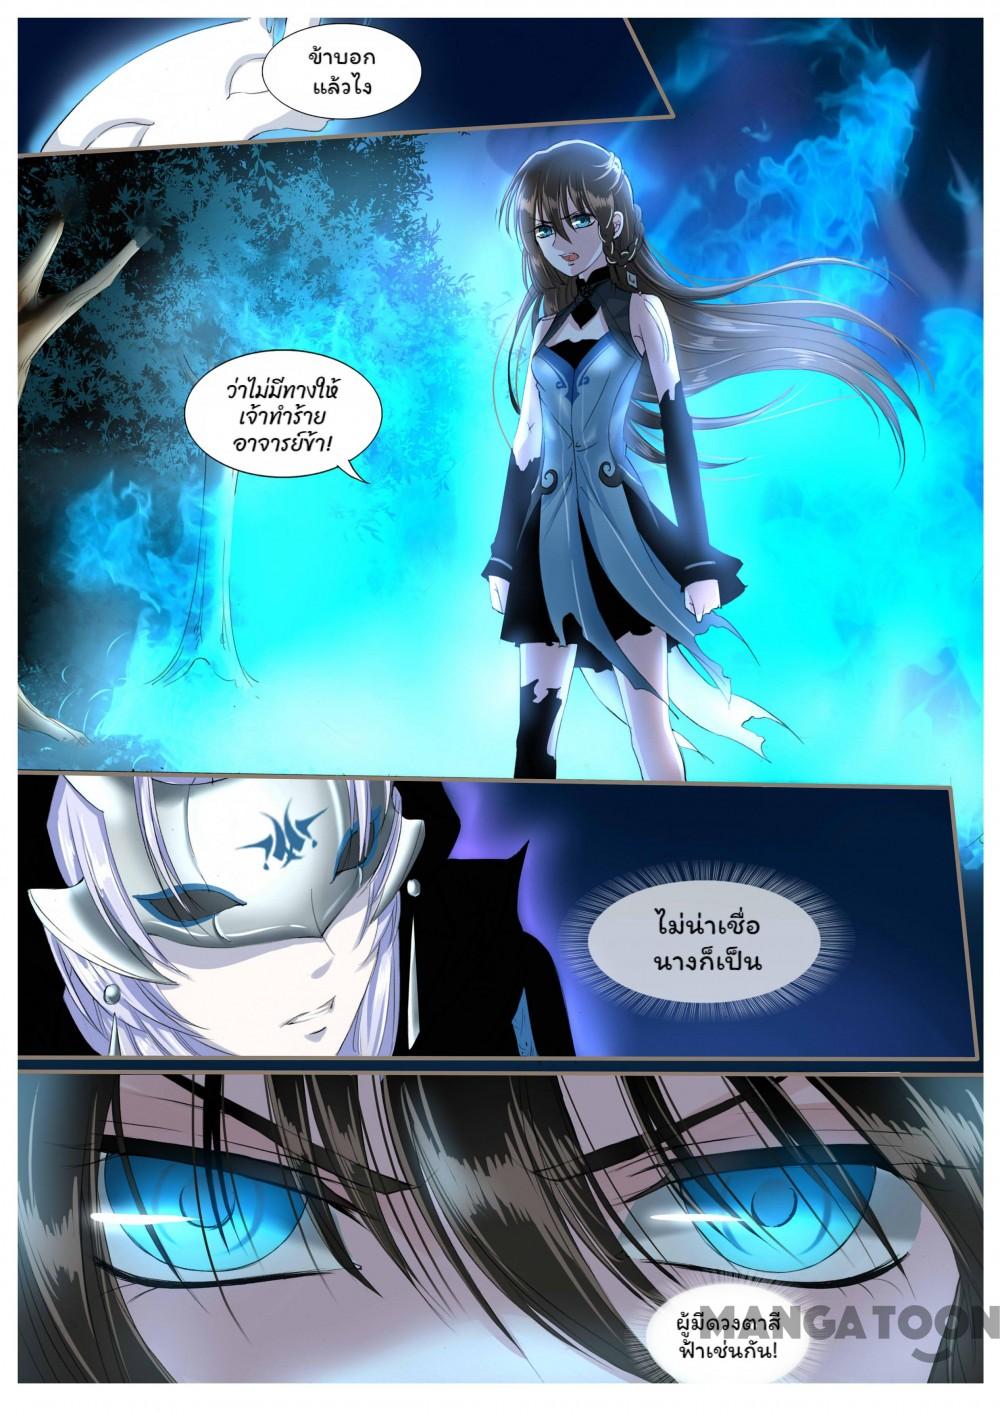 ข้าบอก
แล้วไง
ว่าไม่มีทางให้
เจ้าทำร้าย
อาจารย์ข้า!
ไม่น่าเชื่อ
นางก็เป็น
ผู้มีดวงตาสี
ฟ้าเช่นกัน!
MANGATOON